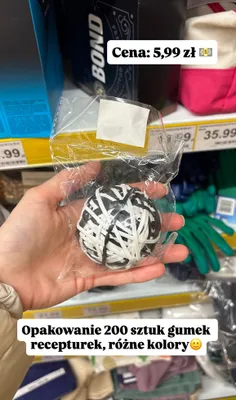 BOND
Cena: 5,99 zł 💵
.99
35.99
Opakowanie 200 sztuk gumek
recepturek, różne kolory🙂